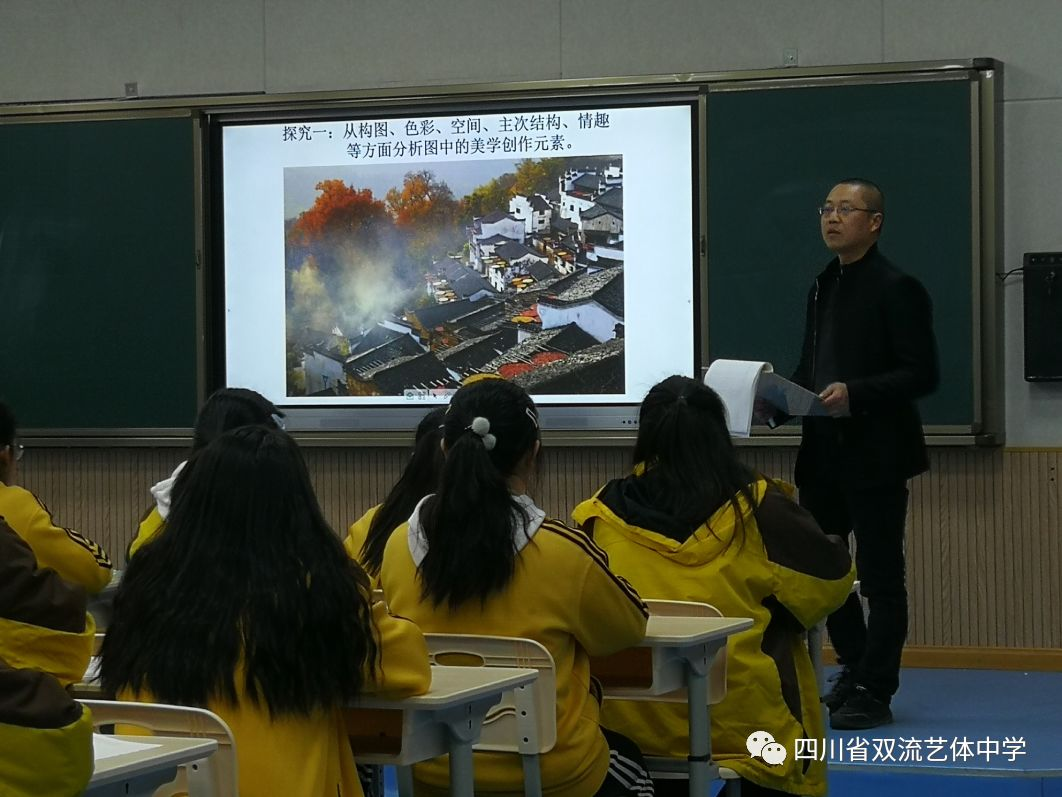 探究一：从构图、色彩、空间、主次结构、情趣
等方面分析图中的美学创作元素。
四川省双流艺体中学